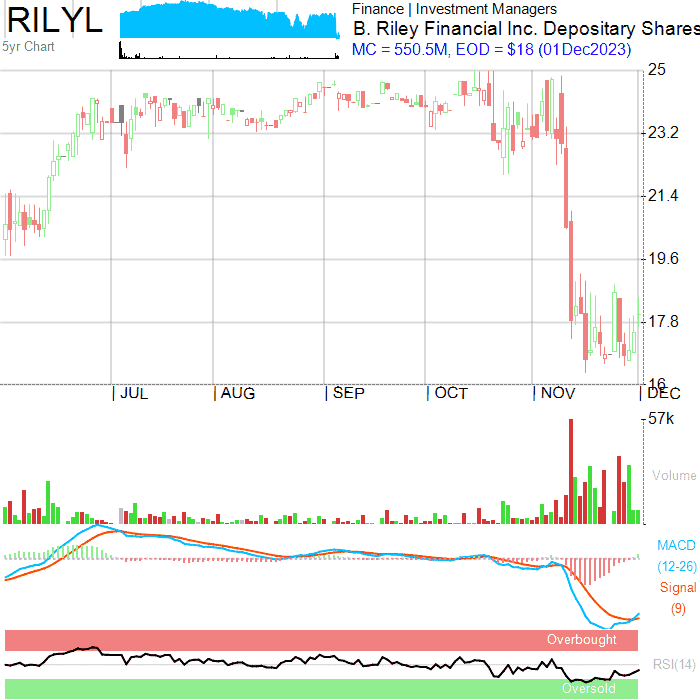 RILYL
5yr Chart
Finance | Investment Managers
B. Riley Financial Inc. Depositary Shares
MC = 550.5M, EOD = $18 (01Dec2023)
25
23.2
21.4
19.6
17.8
16
JUL AUG SEP OCT NOV DEC
57k
Volume
MACD
(12-26)
Signal
(9)
Overbought
RSI(14)
Oversold